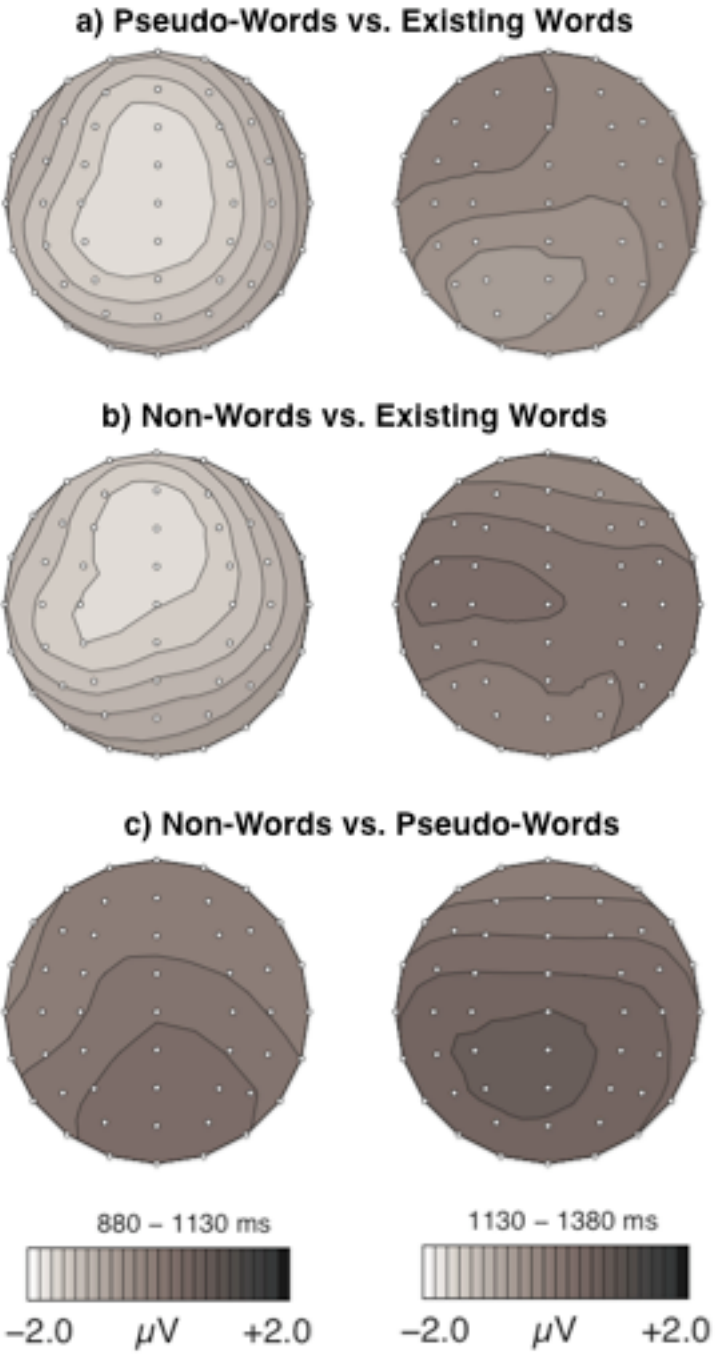 a) Pseudo-Words vs. Existing Words
b) Non-Words vs. Existing Words
c) Non-Words vs. Pseudo-Words
880 – 1130 ms
1130 – 1380 ms
−2.0 μV +2.0
−2.0 μV +2.0